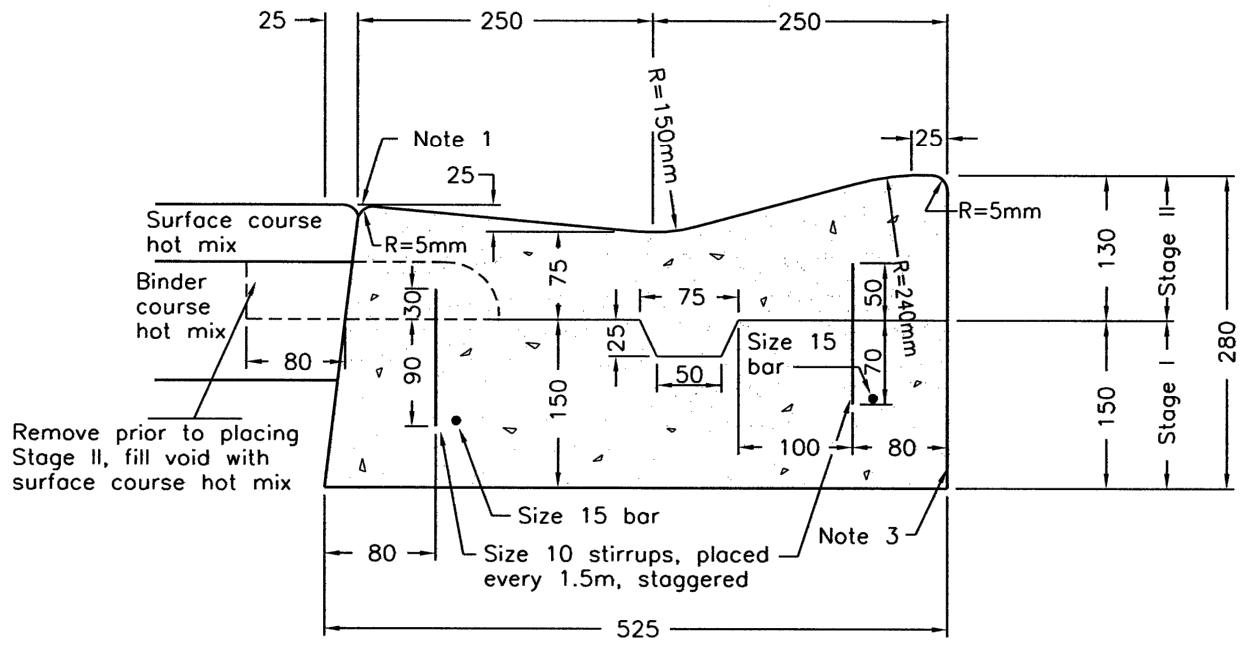 25
250
250
R=150mm
25
Note 1
25
Surface course
hot mix
R=5mm
R=5mm
Binder
course
hot mix
30
75
75
50
R=240mm
130
Stage II
280
80
90
25
50
Size 15
bar
70
150
150
Stage I
100
80
Remove prior to placing
Stage II, fill void with
surface course hot mix
Size 15 bar
Note 3
80
Size 10 stirrups, placed
every 1.5m, staggered
525